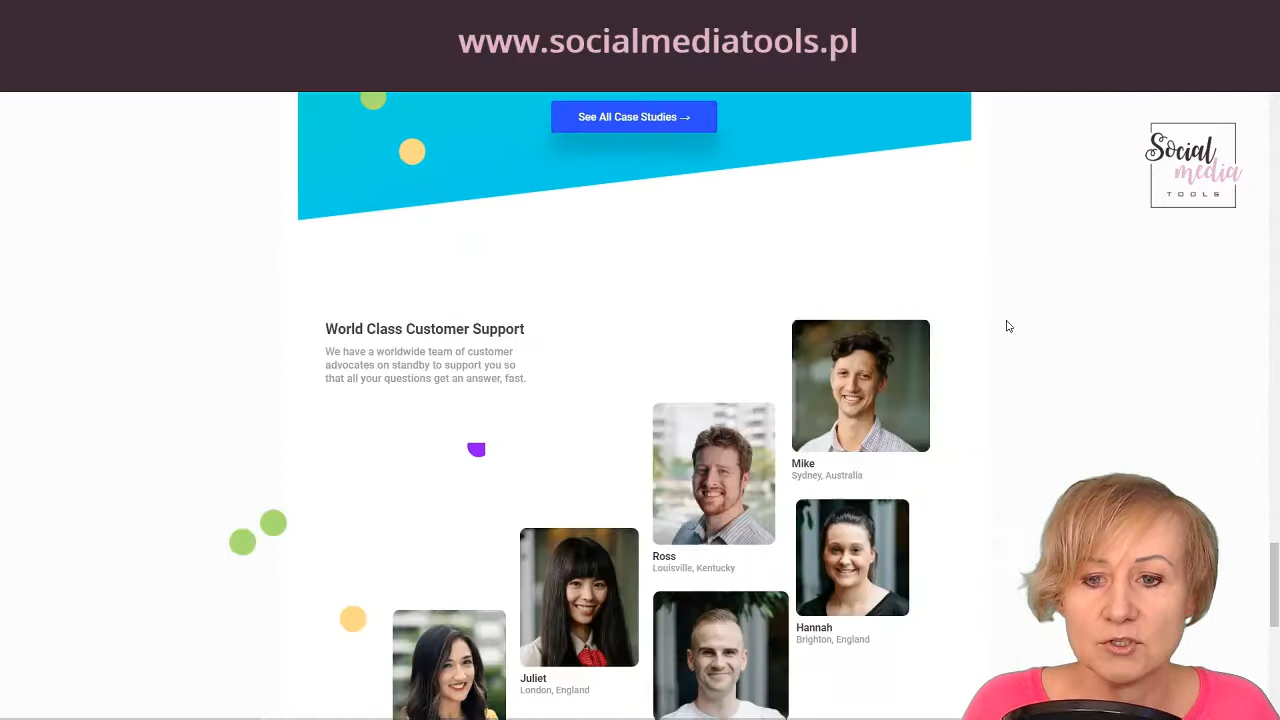 www.socialmediatools.pl
See All Case Studies →
Social
media
TOOLS
World Class Customer Support
We have a worldwide team of customer
advocates on standby to support you so
that all your questions get an answer, fast.
Mike
Sydney, Australia
Ross
Louisville, Kentucky
Hannah
Brighton, England
Juliet
London, England